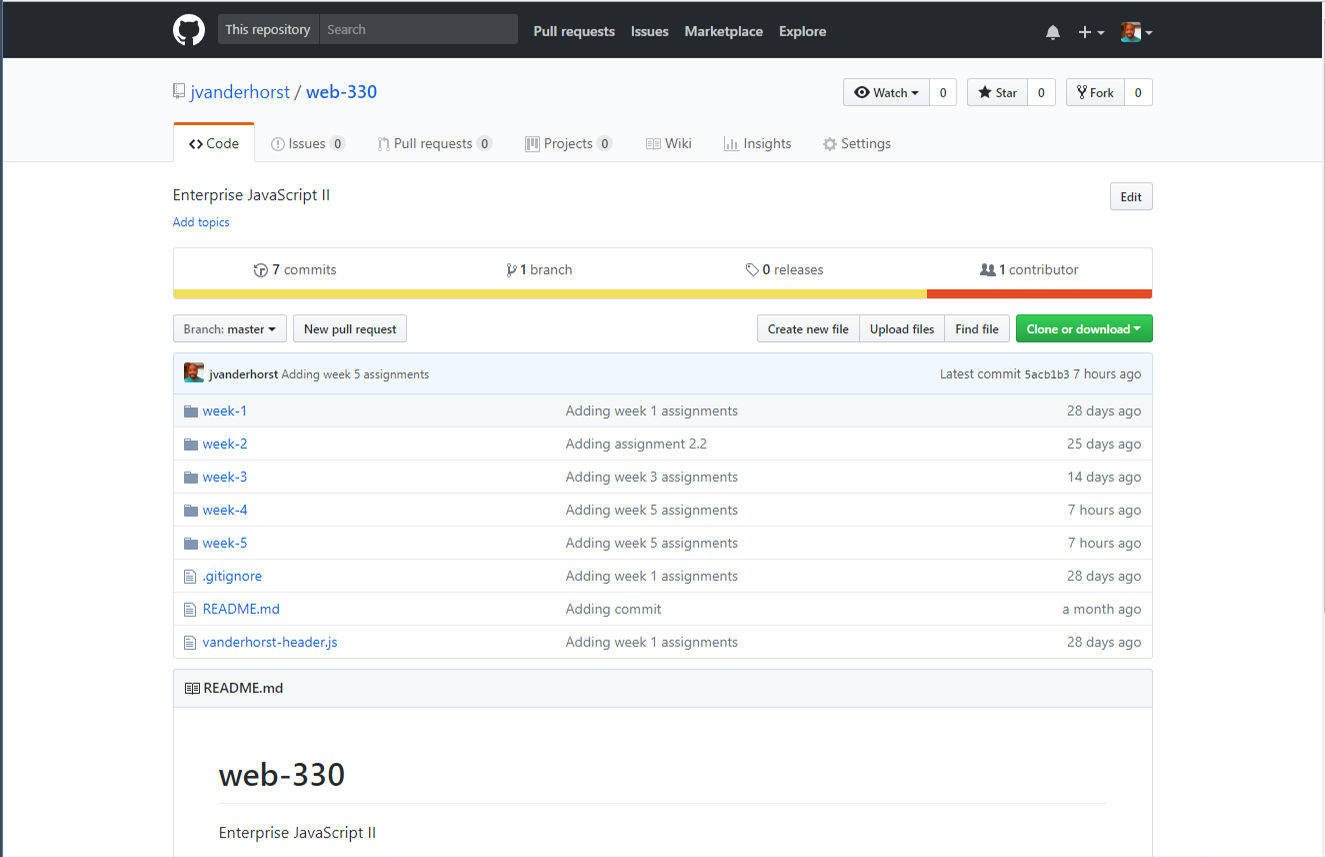 This repository Search Pull requests Issues Marketplace Explore
jvanderhorst / web-330 Watch 0 Star 0 Fork 0
Code Issues 0 Pull requests 0 Projects 0 Wiki Insights Settings
Enterprise JavaScript II Edit
Add topics
7 commits 1 branch 0 releases 1 contributor
Branch: master New pull request Create new file Upload files Find file Clone or download
jvanderhorst Adding week 5 assignments Latest commit 5acb1b3 7 hours ago
week-1 Adding week 1 assignments 28 days ago
week-2 Adding assignment 2.2 25 days ago
week-3 Adding week 3 assignments 14 days ago
week-4 Adding week 5 assignments 7 hours ago
week-5 Adding week 5 assignments 7 hours ago
.gitignore Adding week 1 assignments 28 days ago
README.md Adding commit a month ago
vanderhorst-header.js Adding week 1 assignments 28 days ago
README.md
web-330
Enterprise JavaScript II